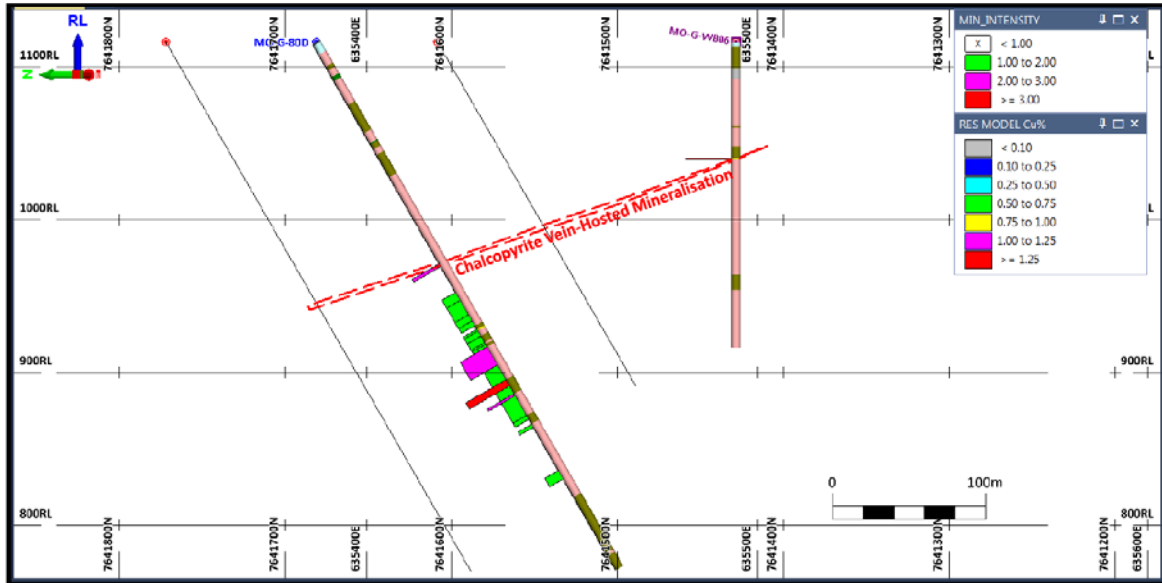 RL
N
7641800N
7641700N
MO-G-80D
635400E
7641600N
7641500N
MO-G-WB06
635500E
7641400N
7641300N
1100RL
L
MIN_INTENSITY
X < 1.00
1.00 to 2.00
2.00 to 3.00
>= 3.00
RES MODEL Cu%
< 0.10
0.10 to 0.25
0.25 to 0.50
0.50 to 0.75
0.75 to 1.00
1.00 to 1.25
>= 1.25
1000RL
L
Chalcopyrite Vein-Hosted Mineralisation
900RL
900RL
0 100m
800RL
800RL
7641800N
7641700N
635400E
7641600N
7641500N
635500E
7641400N
7641300N
7641200N
635600E